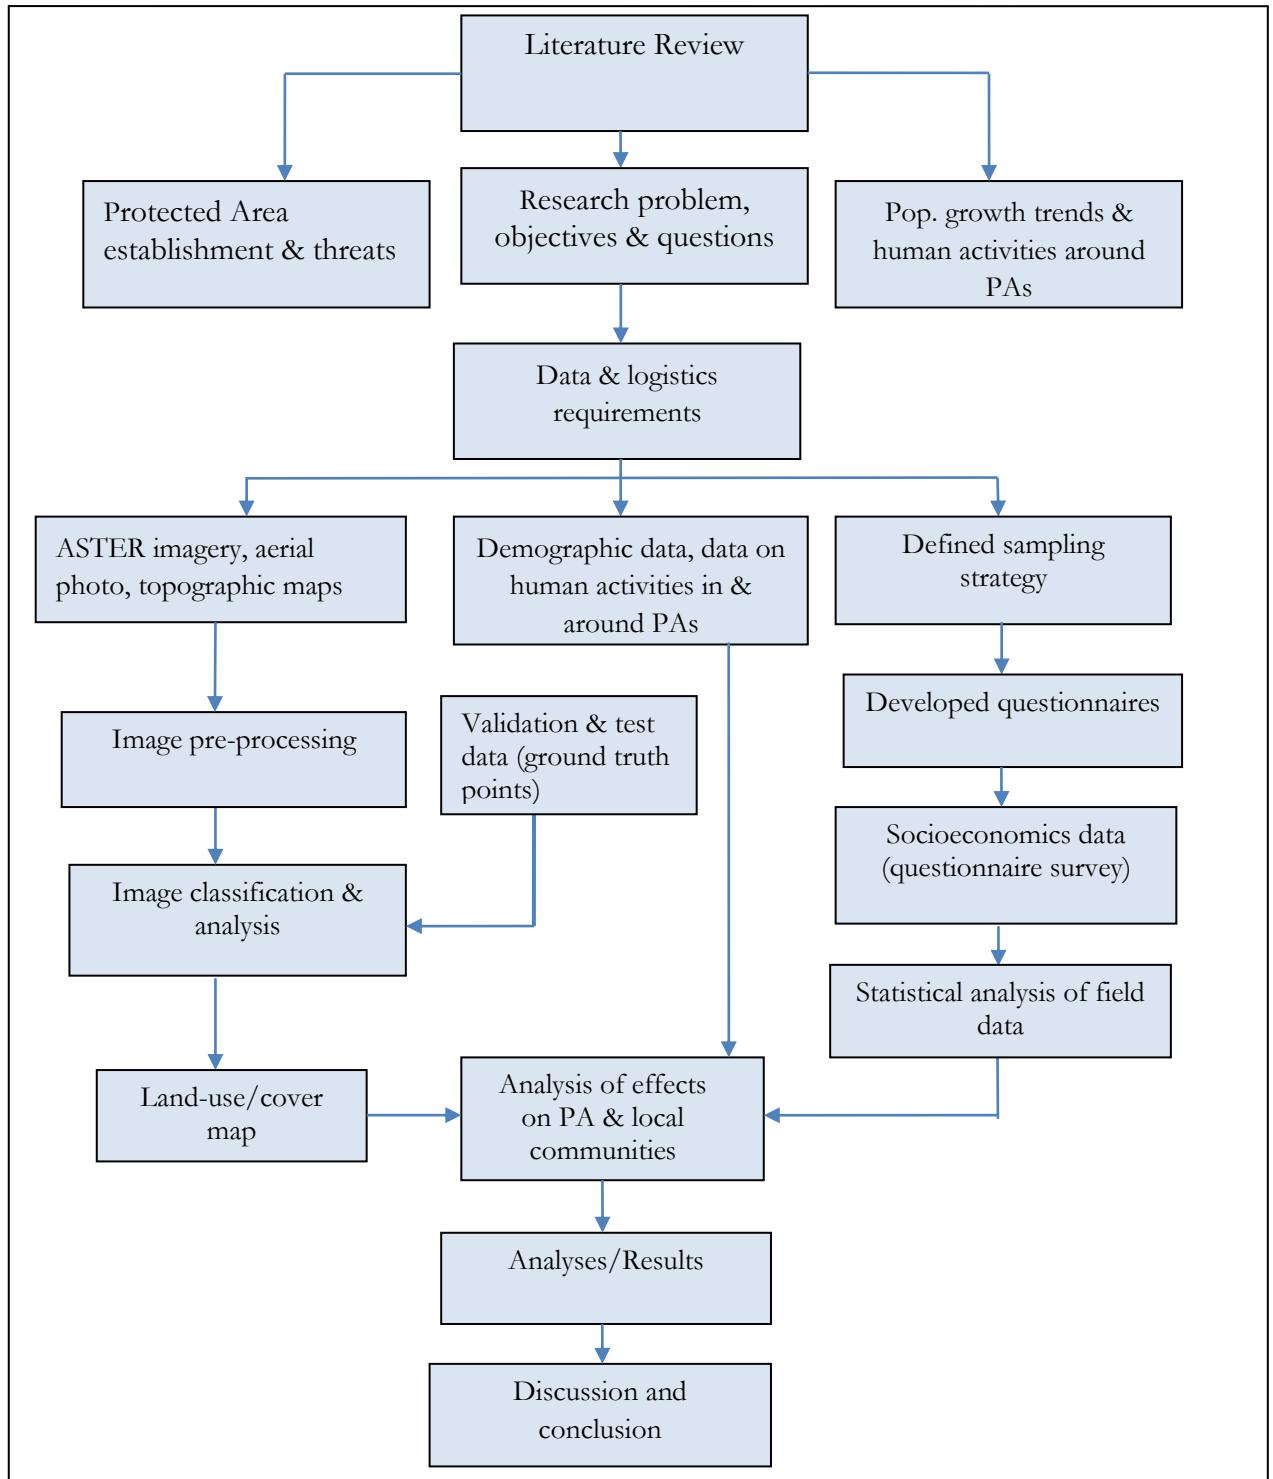 Literature Review
Protected Area
establishment & threats
Research problem,
objectives & questions
Pop. growth trends &
human activities around
PAs
Data & logistics
requirements
ASTER imagery, aerial
photo, topographic maps
Demographic data, data on
human activities in &
around PAs
Defined sampling
strategy
Image pre-processing
Validation & test
data (ground truth
points)
Developed questionnaires
Image classification &
analysis
Socioeconomics data
(questionnaire survey)
Statistical analysis of field
data
Land-use/cover
map
Analysis of effects
on PA & local
communities
Analyses/Results
Discussion and
conclusion